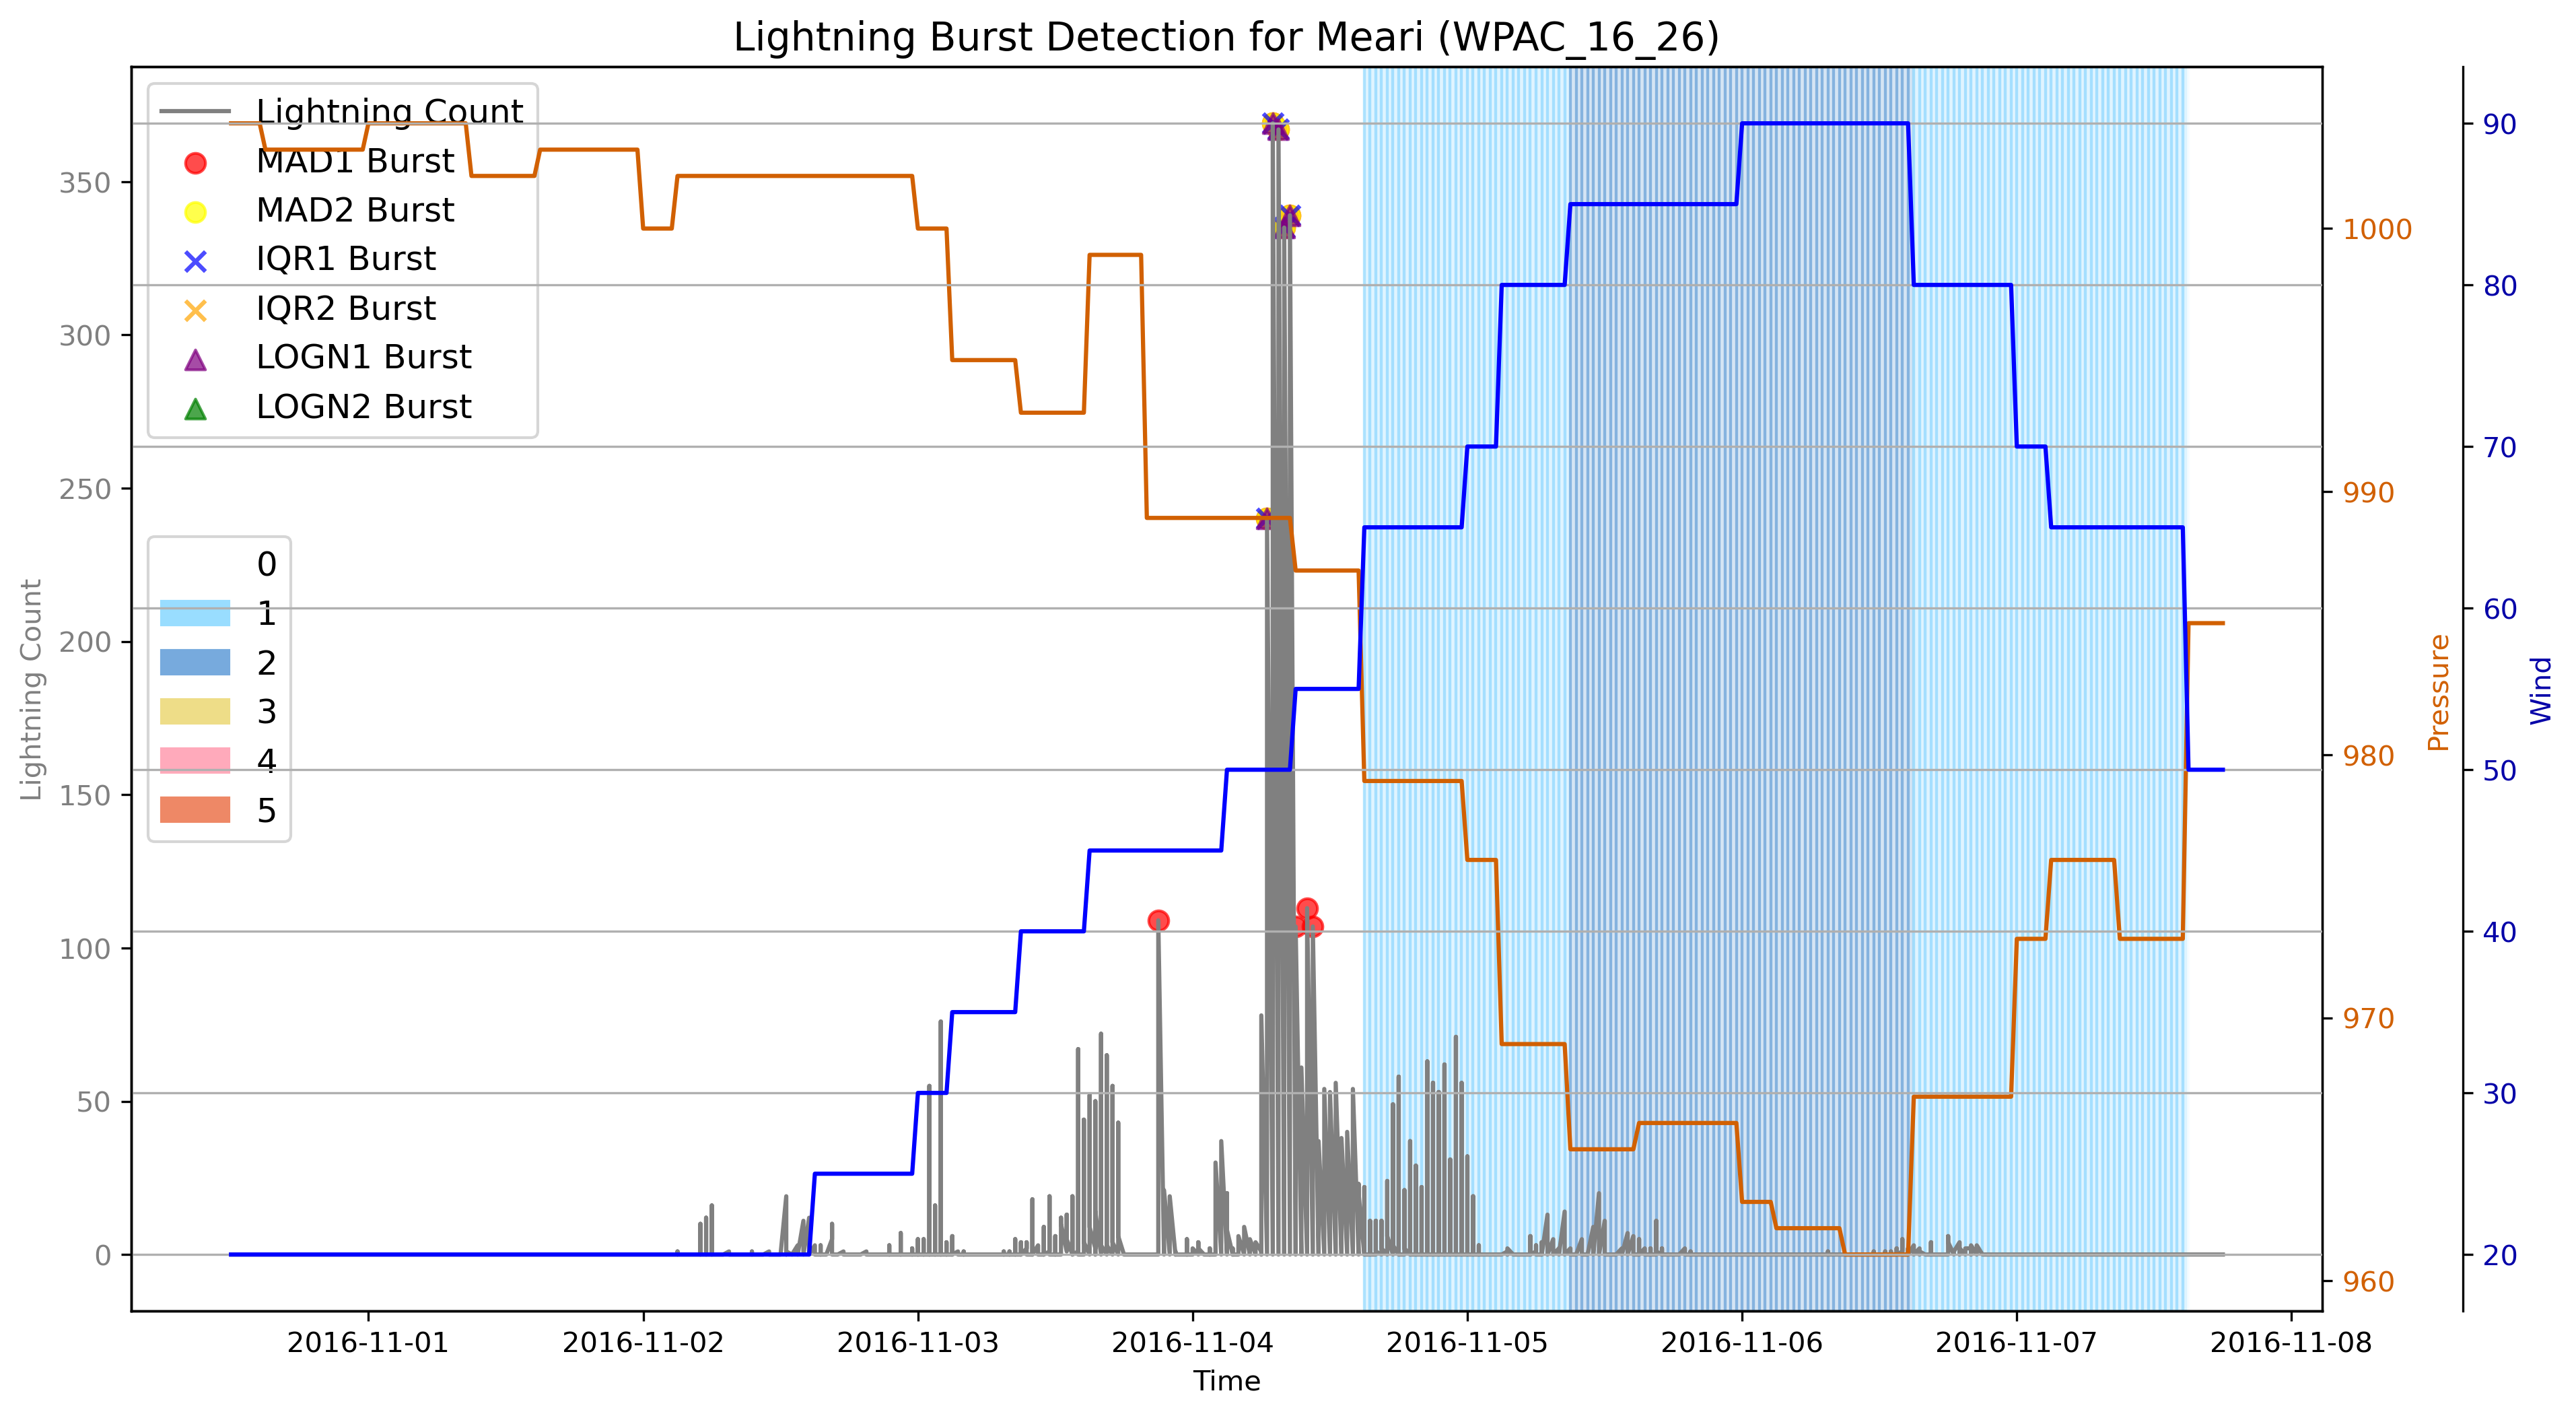 Lightning Burst Detection for Meari (WPAC_16_26)
Lightning Count
MAD1 Burst
MAD2 Burst
IQR1 Burst
IQR2 Burst
LOGN1 Burst
LOGN2 Burst
0
1
2
3
4
5
Lightning Count
350
300
250
200
150
100
50
0
1000
990
980
970
960
Pressure
90
80
70
60
50
40
30
20
Wind
2016-11-01
2016-11-02
2016-11-03
2016-11-04
2016-11-05
2016-11-06
2016-11-07
2016-11-08
Time